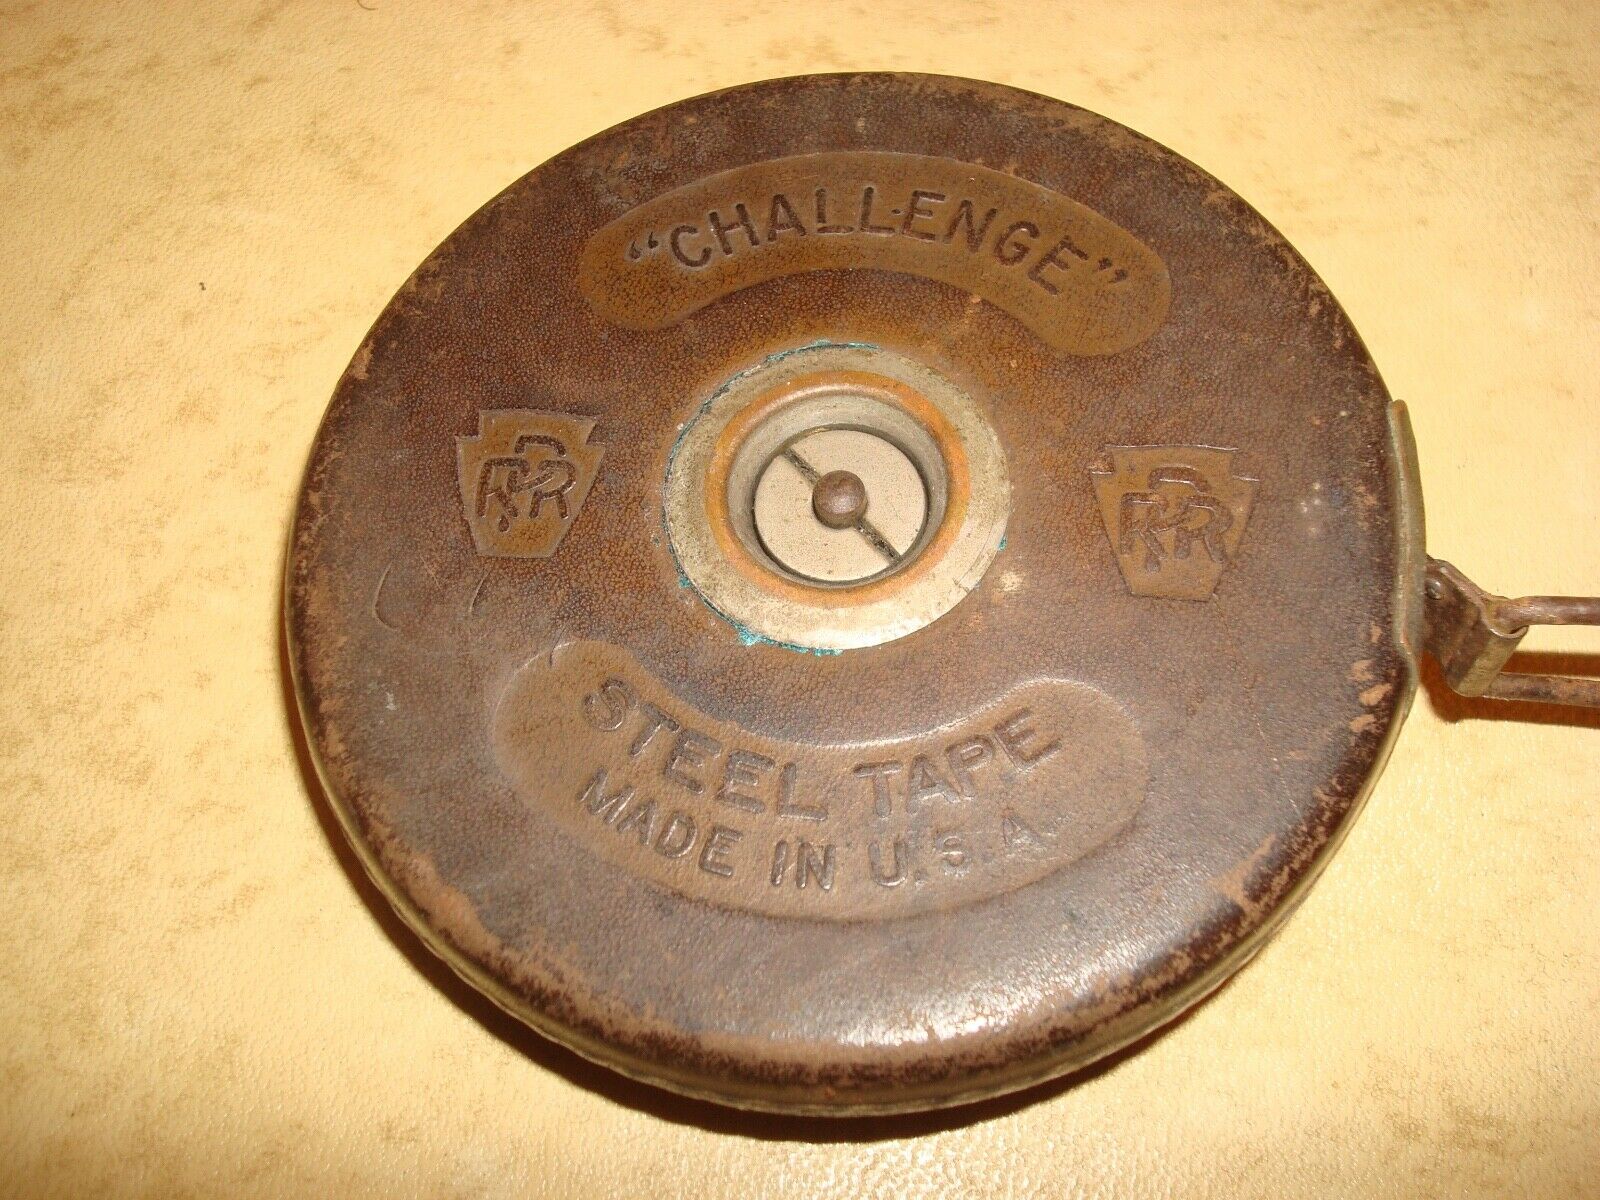 "CHALLENGE"
PRR
PRR
STEEL TAPE
MADE IN U.S.A.